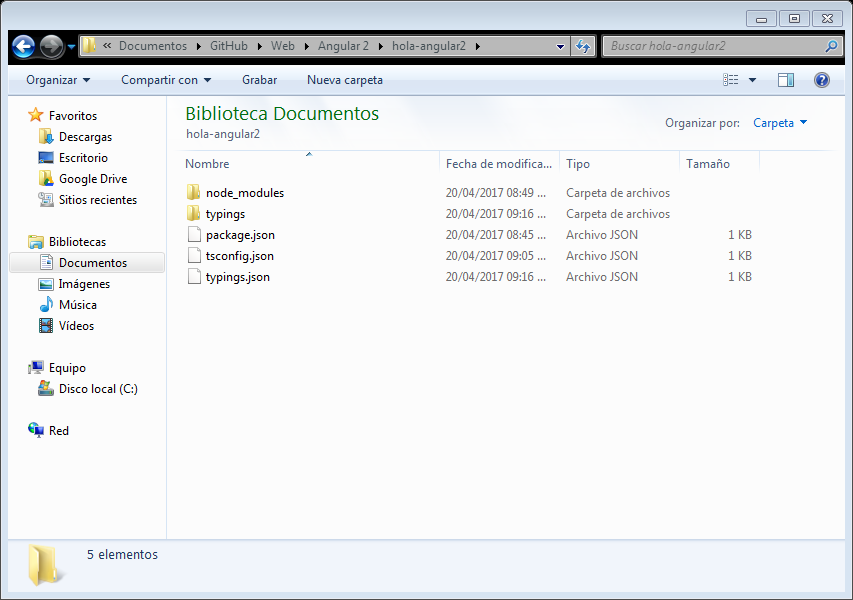 « Documentos GitHub Web Angular 2 hola-angular2
Buscar hola-angular2
Organizar Compartir con Grabar Nueva carpeta
Favoritos
Descargas
Escritorio
Google Drive
Sitios recientes
Bibliotecas
Documentos
Imágenes
Música
Vídeos
Equipo
Disco local (C:)
Red
Biblioteca Documentos
hola-angular2
Organizar por: Carpeta
Nombre Fecha de modifica... Tipo Tamaño
node_modules 20/04/2017 08:49 ... Carpeta de archivos
typings 20/04/2017 09:16 ... Carpeta de archivos
package.json 20/04/2017 08:45 ... Archivo JSON 1 KB
tsconfig.json 20/04/2017 09:05 ... Archivo JSON 1 KB
typings.json 20/04/2017 09:16 ... Archivo JSON 1 KB
5 elementos